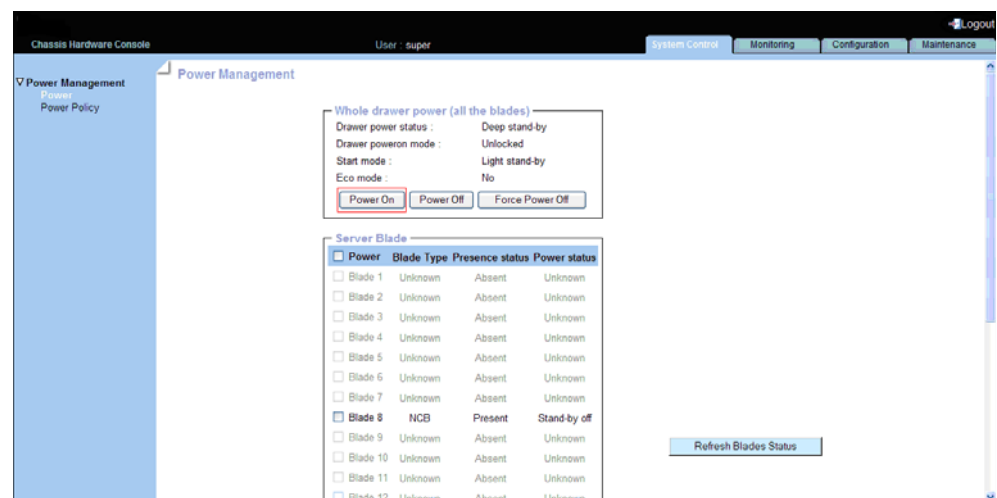 Logout
Chassis Hardware Console User : super System Control Monitoring Configuration Maintenance
Power Management
Power
Power Policy
Power Management
Whole drawer power (all the blades)
Drawer power status : Deep stand-by
Drawer poweron mode : Unlocked
Start mode : Light stand-by
Eco mode : No
Power On Power Off Force Power Off
Server Blade
Power Blade Type Presence status Power status
Blade 1 Unknown Absent Unknown
Blade 2 Unknown Absent Unknown
Blade 3 Unknown Absent Unknown
Blade 4 Unknown Absent Unknown
Blade 5 Unknown Absent Unknown
Blade 6 Unknown Absent Unknown
Blade 7 Unknown Absent Unknown
Blade 8 NCB Present Stand-by off
Blade 9 Unknown Absent Unknown
Blade 10 Unknown Absent Unknown
Blade 11 Unknown Absent Unknown
Blade 12 Unknown Absent Unknown
Refresh Blades Status